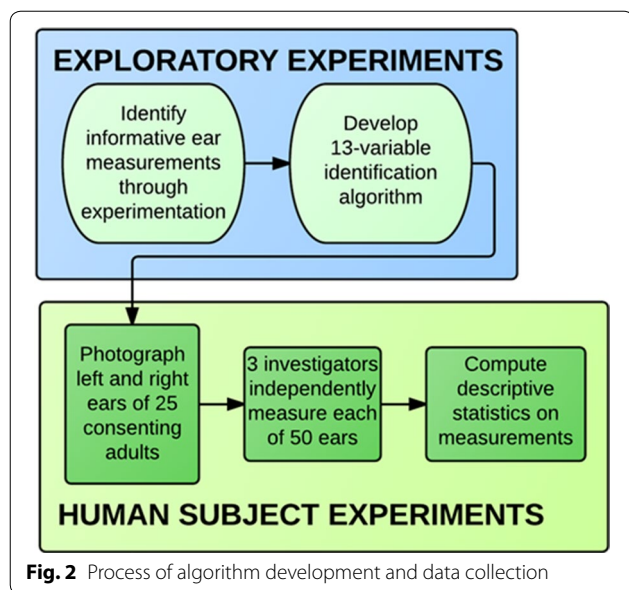 EXPLORATORY EXPERIMENTS
Identify
informative ear
measurements
through
experimentation
Develop
13-variable
identification
algorithm
Photograph
left and right
ears of 25
consenting
adults
3 investigators
independently
measure each
of 50 ears
Compute
descriptive
statistics on
measurements
HUMAN SUBJECT EXPERIMENTS
Fig. 2 Process of algorithm development and data collection